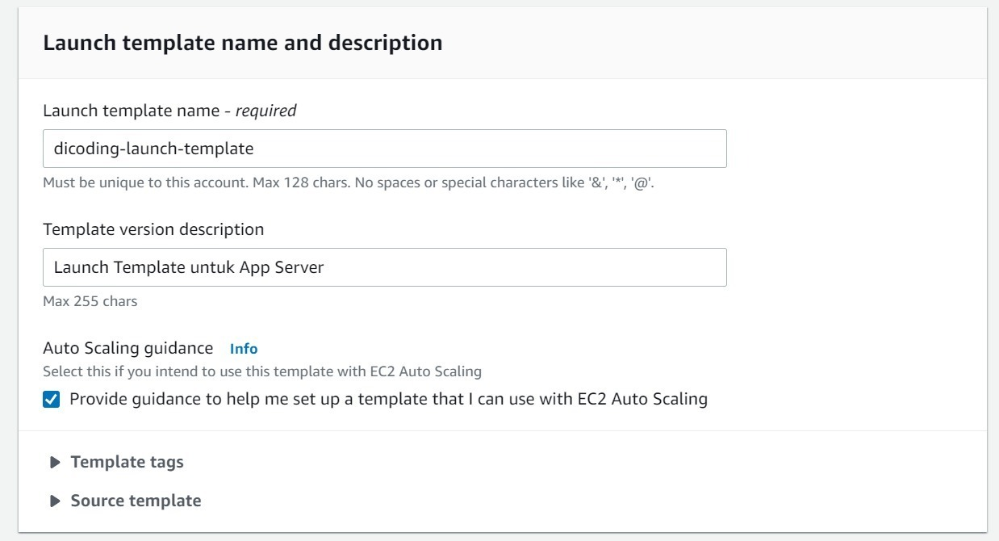 Launch template name and description
Launch template name - required
dicoding-launch-template
Must be unique to this account. Max 128 chars. No spaces or special characters like '&', '*', '@'.
Template version description
Launch Template untuk App Server
Max 255 chars
Auto Scaling guidance Info
Select this if you intend to use this template with EC2 Auto Scaling
Provide guidance to help me set up a template that I can use with EC2 Auto Scaling
Template tags
Source template